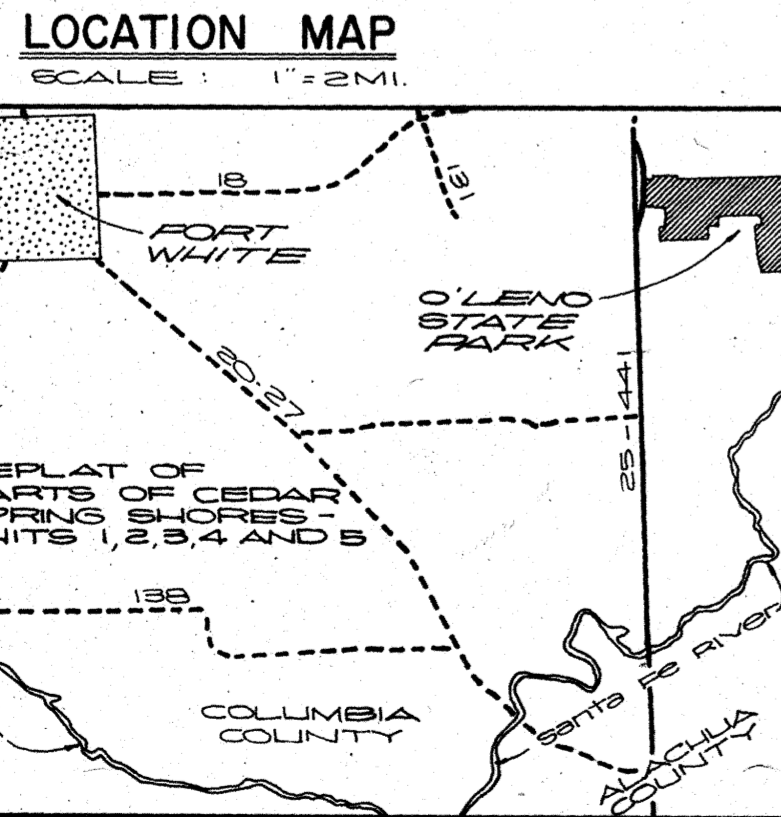 LOCATION MAP
SCALE: 1"=2MI.
18
131
FORT
WHITE
O'LENO
STATE
PARK
20-27
25-441
EPLAT OF
ARTS OF CEDAR
PRING SHORES-
NITS 1,2,3,4 AND 5
138
COLUMBIA
COUNTY
Santa Fe River
ALACHUA
COUNTY